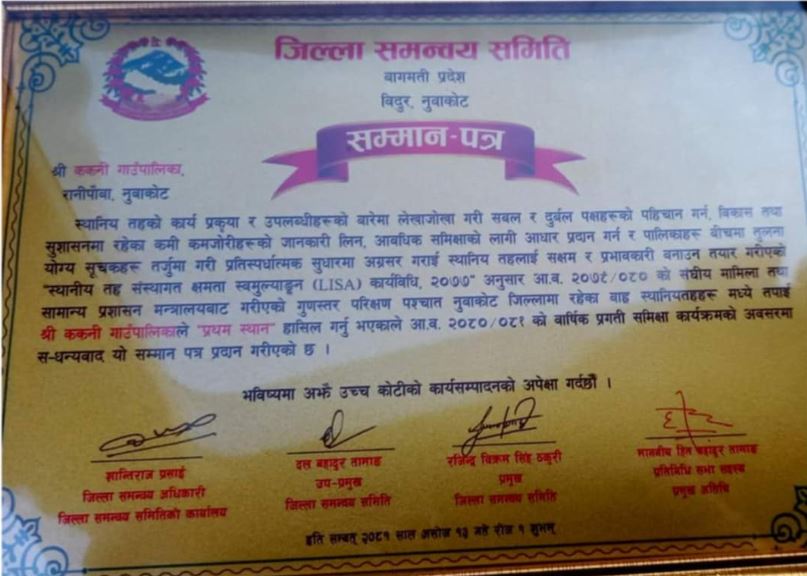 जिल्ला समन्वय समिति
बागमती प्रदेश
विदुर, नुवाकोट
सम्मान-पत्र
श्री ककनी गाउँपालिका,
रानीपौवा, नुवाकोट
स्थानिय तहको कार्य प्रकृया र उपलब्धीहरूको बारेमा लेखाजोखा गरी सबल र दुर्बल पक्षहरूको पहिचान गर्न, विकास तथा
सुशासनमा रहेका कमी कमजोरीहरूको जानकारी लिन, आवधिक समिक्षाको लागी आधार प्रदान गर्न र पालिकाहरू बीचमा तुलना
योग्य सूचकहरू तर्जुमा गरी प्रतिस्पर्धात्मक सुधारमा अग्रसर गराई स्थानिय तहलाई सक्षम र प्रभावकारी बनाउन तयार गरीएको
"स्थानीय तह संस्थागत क्षमता स्वमुल्याङ्कन (LISA) कार्यविधि, २०७७" अनुसार आ.व. २०७९/०८० को संघीय मामिला तथा
सामान्य प्रशासन मन्त्रालयबाट गरीएको गुणस्तर परिक्षण पश्चात नुवाकोट जिल्लामा रहेका बाह्र स्थानियतहहरू मध्ये तपाई
श्री ककनी गाउँपालिकाले "प्रथम स्थान" हासिल गर्नु भएकाले आ.व. २०८०/०८१ को वार्षिक प्रगती समिक्षा कार्यक्रमको अवसरमा
स-धन्यवाद यो सम्मान पत्र प्रदान गरीएको छ ।
भविष्यमा अझै उच्च कोटीको कार्यसम्पादनको अपेक्षा गर्दछौं ।
शान्तिराज प्रसाई
जिल्ला समन्वय अधिकारी
जिल्ला समन्वय समितिको कार्यालय
दल बहादुर तामाङ
उप-प्रमुख
जिल्ला समन्वय समिति
रजिन्द्र विक्रम सिंह ठकुरी
प्रमुख
जिल्ला समन्वय समिति
माननीय हित बहादुर तामाङ
प्रतिनिधि सभा सदस्य
प्रमुख अतिथि
इति सम्बत् २०८१ साल असोज १३ गते रोज १ शुभम्